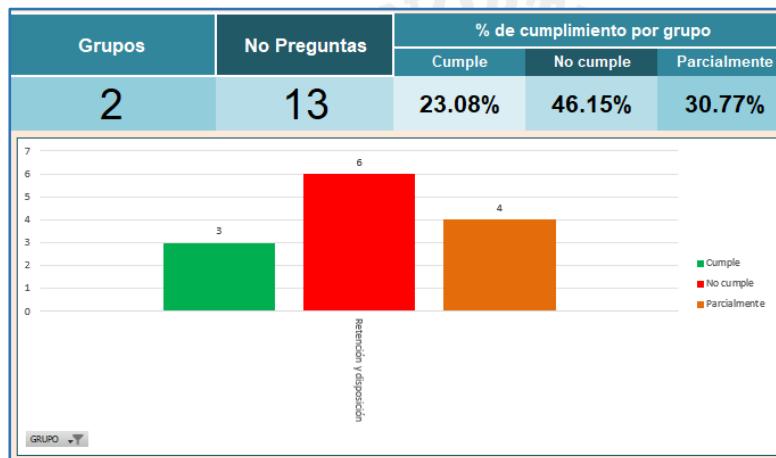 Grupos
No Preguntas
% de cumplimiento por grupo
Cumple
No cumple
Parcialmente
2
13
23.08%
46.15%
30.77%
7
6
5
4
3
2
1
0
3
6
4
Retención y disposición
Cumple
No cumple
Parcialmente
GRUPO